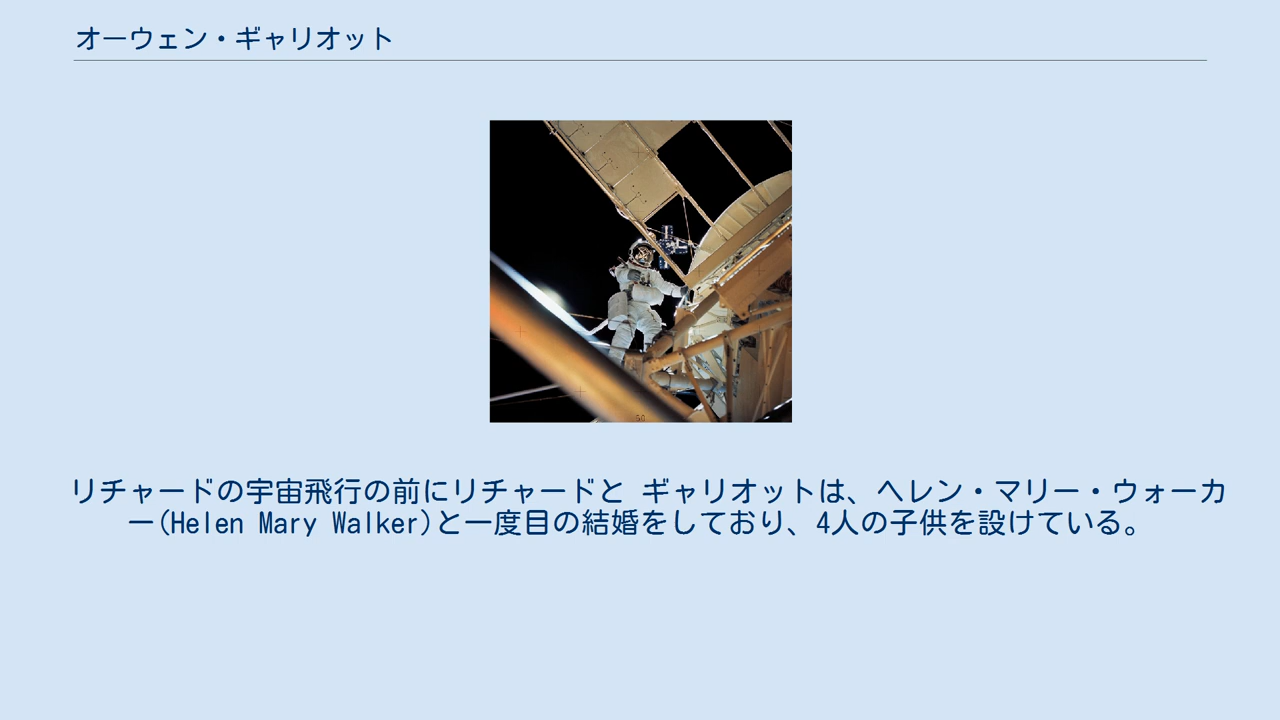 オーウェン・ギャリオット
リチャードの宇宙飛行の前にリチャードと ギャリオットは、ヘレン・マリー・ウォーカ
ー(Helen Mary Walker)と一度目の結婚をしており、4人の子供を設けている。